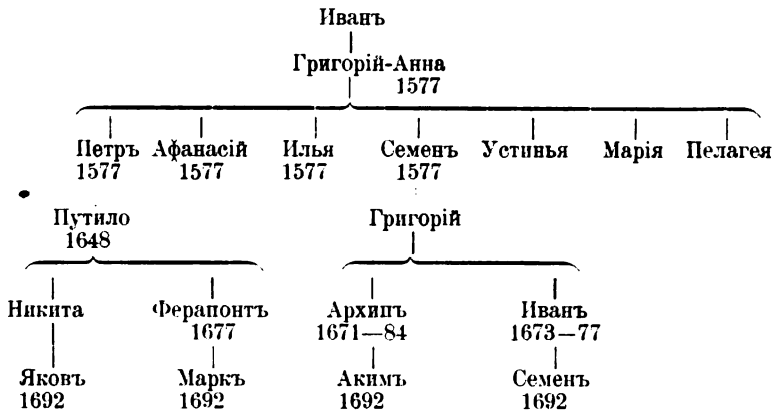 Иванъ
Григорій-Анна
1577
Петръ Афанасій Илья Семенъ Устинья Марія Пелагея
1577 1577 1577 1577
Путило Григорій
1648
Никита Ѳерапонтъ Архипъ Иванъ
1677 1671—84 1673—77
Яковъ Маркъ Акимъ Семенъ
1692 1692 1692 1692